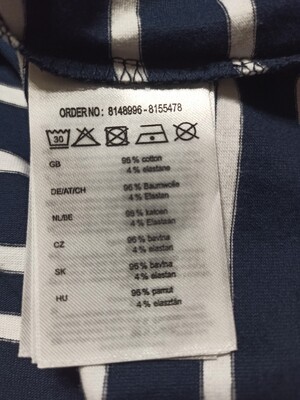 ORDER NO: 8148996-8155478
30
GB 96 % cotton
4 % elastane
DE/AT/CH 96 % Baumwolle
4 % Elastan
NL/BE 96 % katoen
4 % Elastaan
CZ 96 % bavlna
4 % elastan
SK 96 % bavlna
4 % elastan
HU 96 % pamut
4 % elasztán